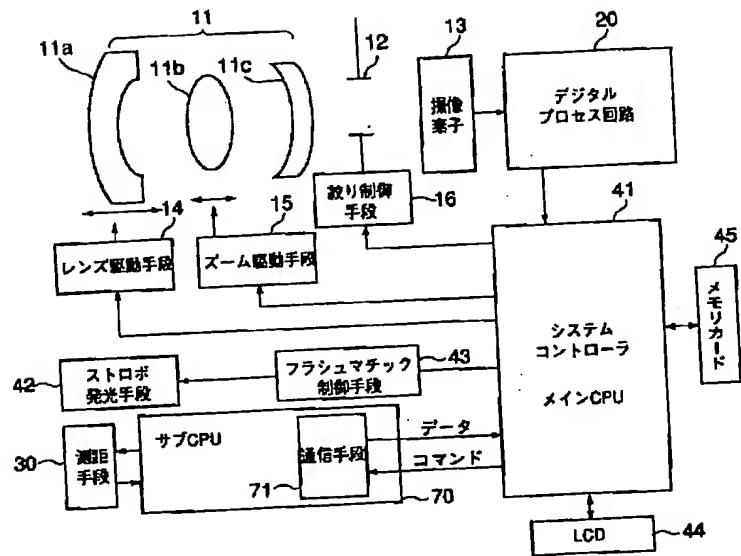 11
11a
11b
11c
12
13
20
撮像
素子
デジタル
プロセス回路
絞り制御
手段
16
14
15
41
45
レンズ駆動手段
ズーム駆動手段
システム
コントローラ
メインCPU
メモリカード
42
ストロボ
発光手段
フラシュマチック
制御手段
43
30
測距
手段
サブCPU
通信手段
71
70
データ
コマンド
LCD
44